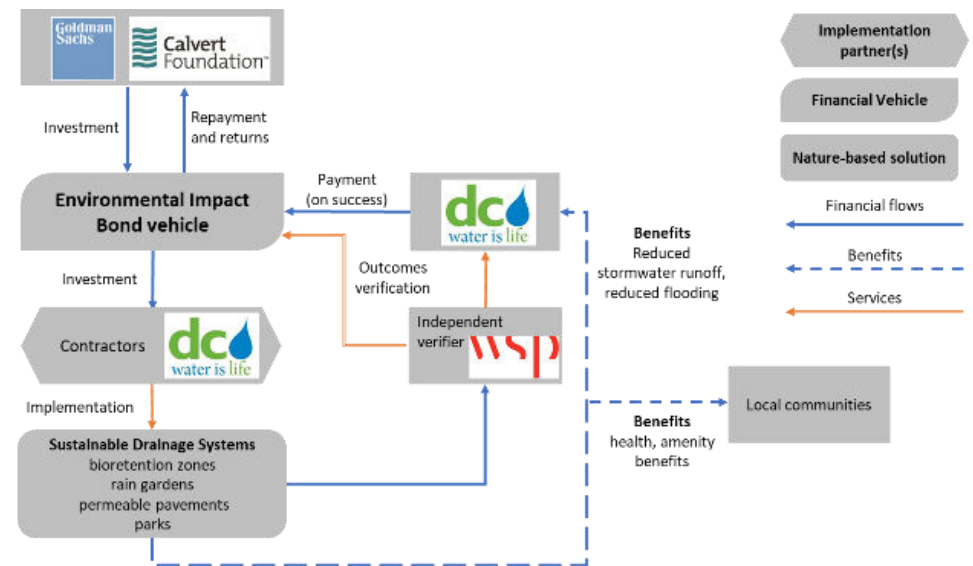 Goldman
Sachs
Calvert
Foundation™
Investment
Repayment
and returns
Environmental Impact
Bond vehicle
Payment
(on success)
dc
water is life
Investment
Outcomes
verification
Contractors
dc
water is life
Independent
verifier
wsp
Implementation
Sustainable Drainage Systems
bioretention zones
rain gardens
permeable pavements
parks
Benefits
Reduced
stormwater runoff,
reduced flooding
Benefits
health, amenity
benefits
Local communities
Implementation
partner(s)
Financial Vehicle
Nature-based solution
Financial flows
Benefits
Services